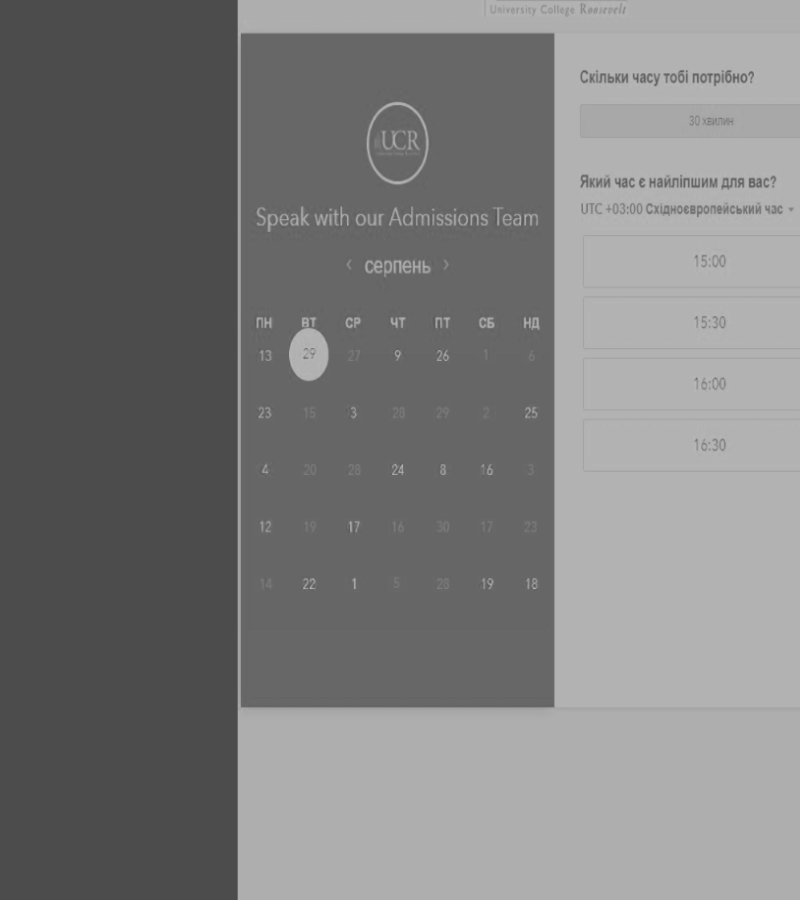 University College Roosevelt
UCR
Speak with our Admissions Team
‹ серпень ›
ПН ВТ СР ЧТ ПТ СБ НД
13 29 27 9 26 1 6
23 15 3 28 29 2 25
4 20 28 24 8 16 3
12 19 17 16 30 17 23
14 22 1 5 28 19 18
Скільки часу тобі потрібно?
30 хвилин
Який час є найліпшим для вас?
UTC +03:00 Східноєвропейський час
15:00
15:30
16:00
16:30